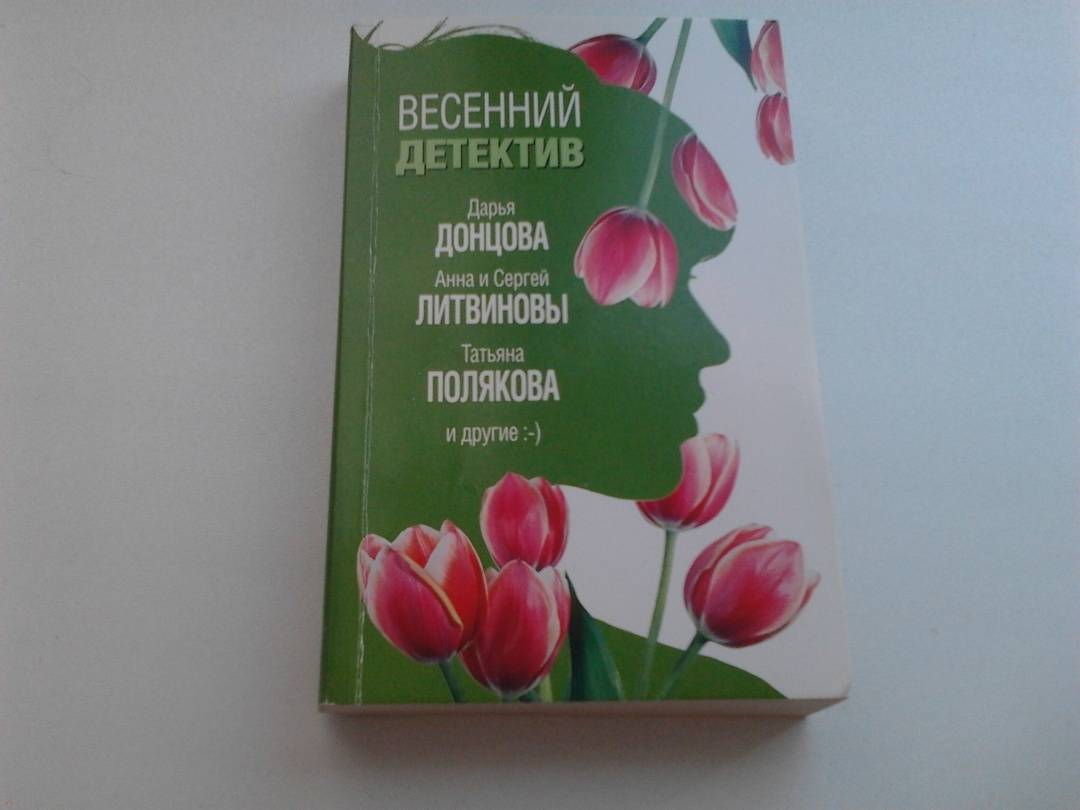 ВЕСЕННИЙ
ДЕТЕКТИВ
Дарья
ДОНЦОВА
Анна и Сергей
ЛИТВИНОВЫ
Татьяна
ПОЛЯКОВА
и другие :-)